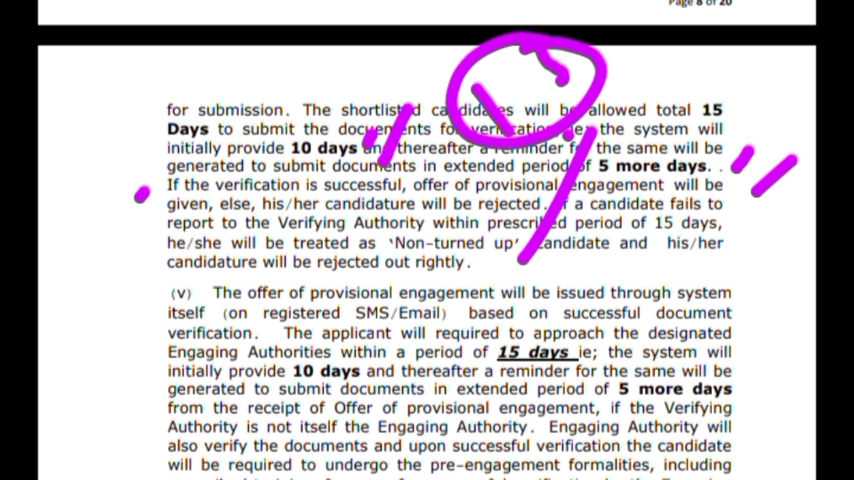 Page 8 of 20
for submission. The shortlisted candidates will be allowed total 15
Days to submit the documents for verification ie; the system will
initially provide 10 days and thereafter a reminder for the same will be
generated to submit documents in extended period of 5 more days. .
If the verification is successful, offer of provisional engagement will be
given, else, his/her candidature will be rejected. If a candidate fails to
report to the Verifying Authority within prescribed period of 15 days,
he/she will be treated as 'Non-turned up' candidate and his/her
candidature will be rejected out rightly.
(v) The offer of provisional engagement will be issued through system
itself (on registered SMS/Email) based on successful document
verification. The applicant will required to approach the designated
Engaging Authorities within a period of 15 days ie; the system will
initially provide 10 days and thereafter a reminder for the same will be
generated to submit documents in extended period of 5 more days
from the receipt of Offer of provisional engagement, if the Verifying
Authority is not itself the Engaging Authority. Engaging Authority will
also verify the documents and upon successful verification the candidate
will be required to undergo the pre-engagement formalities, including